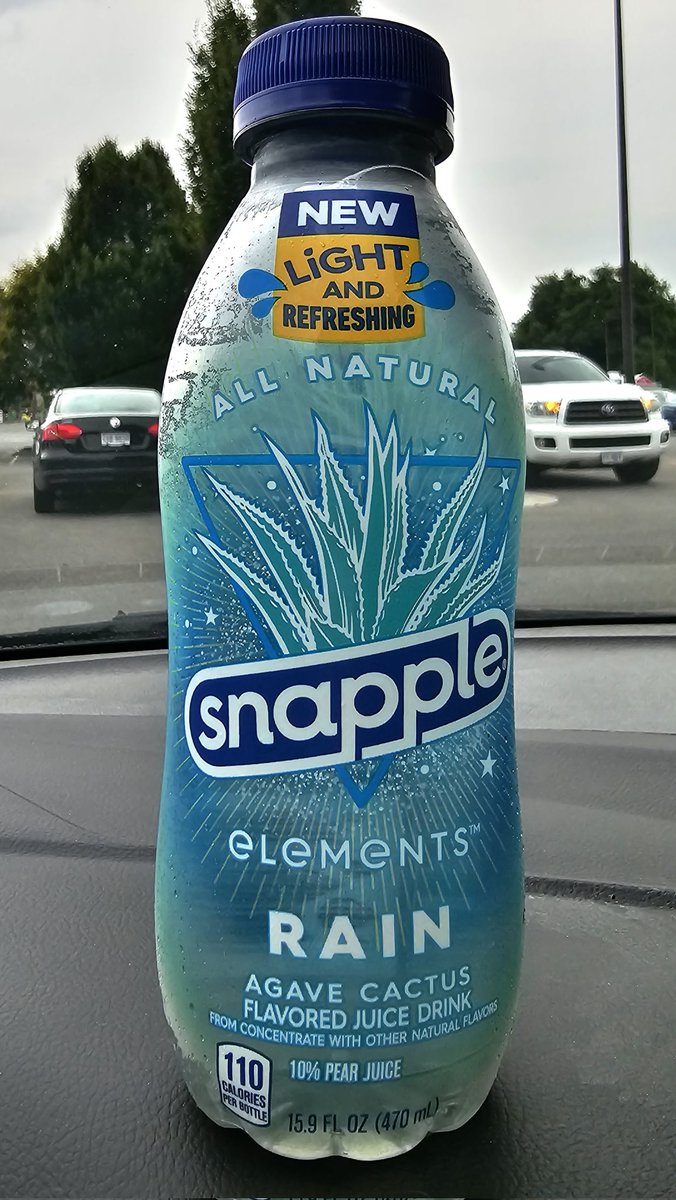 NEW
LiGHT
AND
REFRESHING
ALL NATURAL
snapple®
eLeMeNTS™
RAIN
AGAVE CACTUS
FLAVORED JUICE DRINK
FROM CONCENTRATE WITH OTHER NATURAL FLAVORS
110
CALORIES
PER BOTTLE
10% PEAR JUICE
15.9 FL OZ (470 mL)